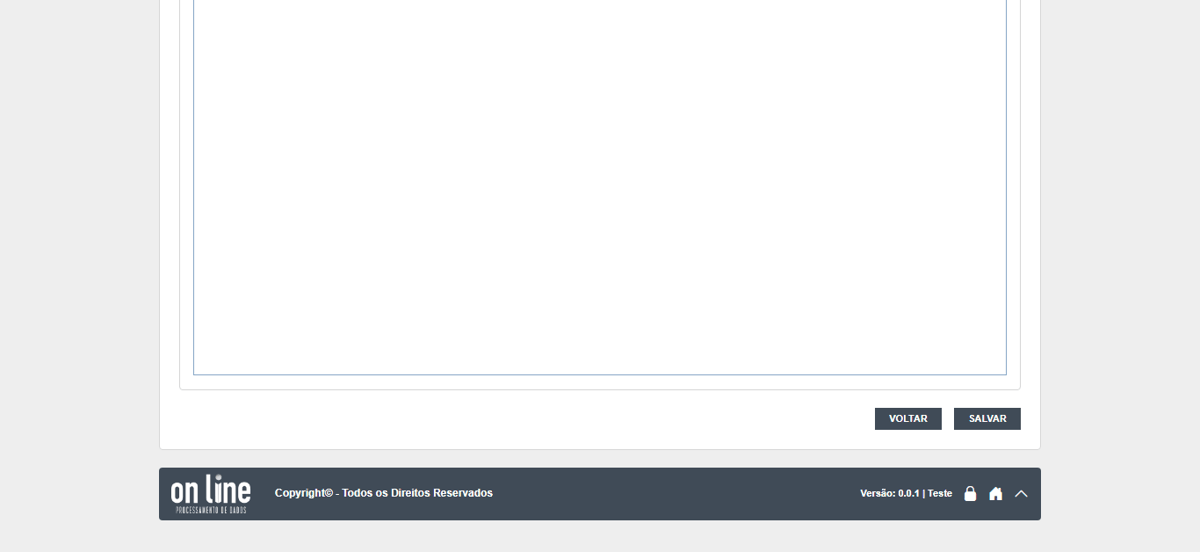 VOLTAR SALVAR
on line
PROCESSAMENTO DE DADOS
Copyright© - Todos os Direitos Reservados
Versão: 0.0.1 | Teste